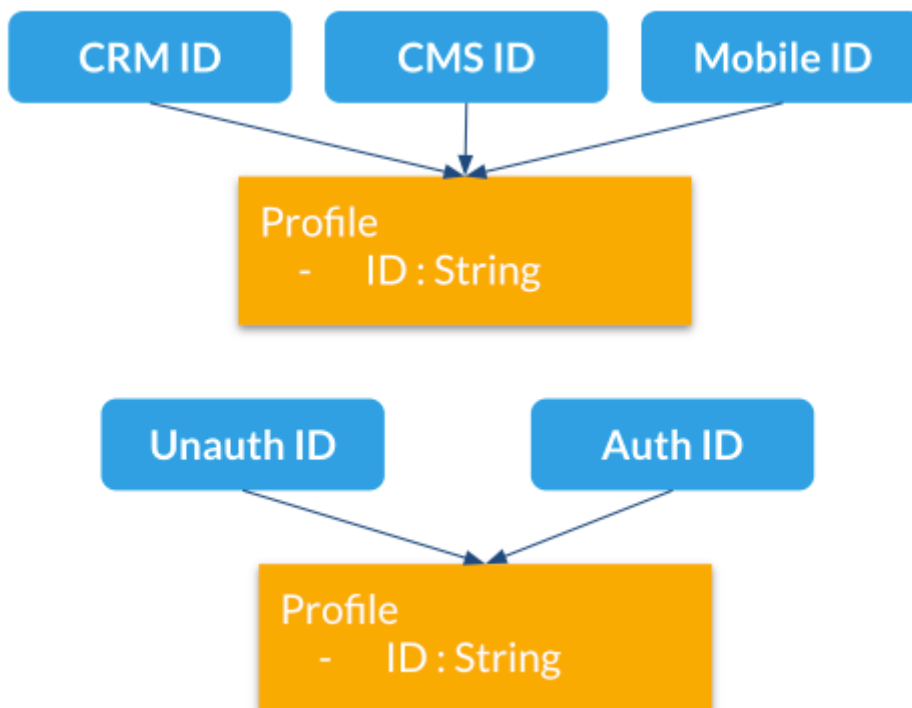 CRM ID
CMS ID
Mobile ID
Profile
- ID : String
Unauth ID
Auth ID
Profile
- ID : String